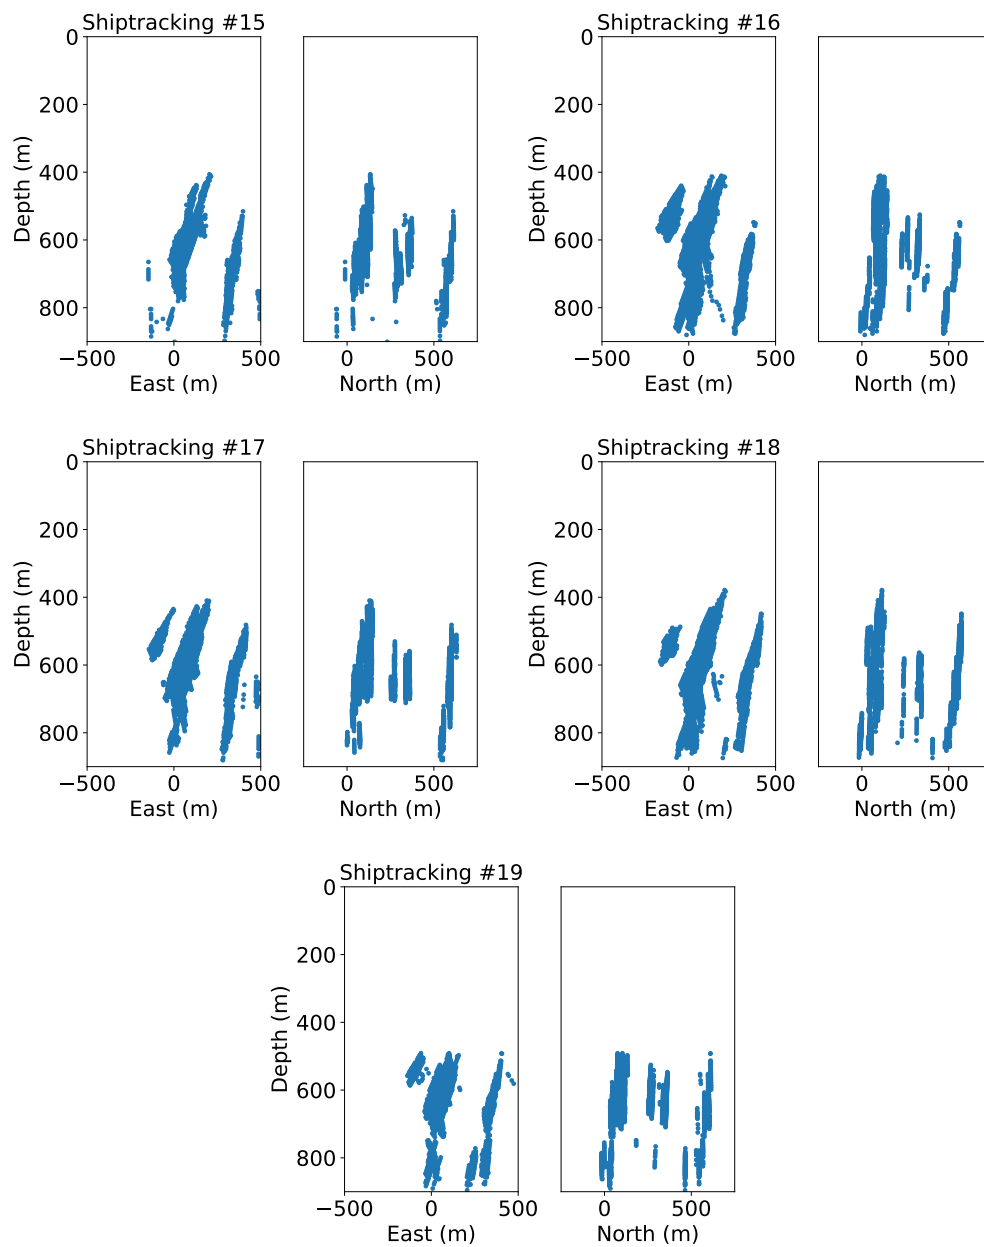 Shiptracking #15
Shiptracking #16
0
200
400
600
800
Depth (m)
−500
0
500
East (m)
0
500
North (m)
0
200
400
600
800
Depth (m)
−500
0
500
East (m)
0
500
North (m)
Shiptracking #17
Shiptracking #18
0
200
400
600
800
Depth (m)
−500
0
500
East (m)
0
500
North (m)
0
200
400
600
800
Depth (m)
−500
0
500
East (m)
0
500
North (m)
Shiptracking #19
0
200
400
600
800
Depth (m)
−500
0
500
East (m)
0
500
North (m)